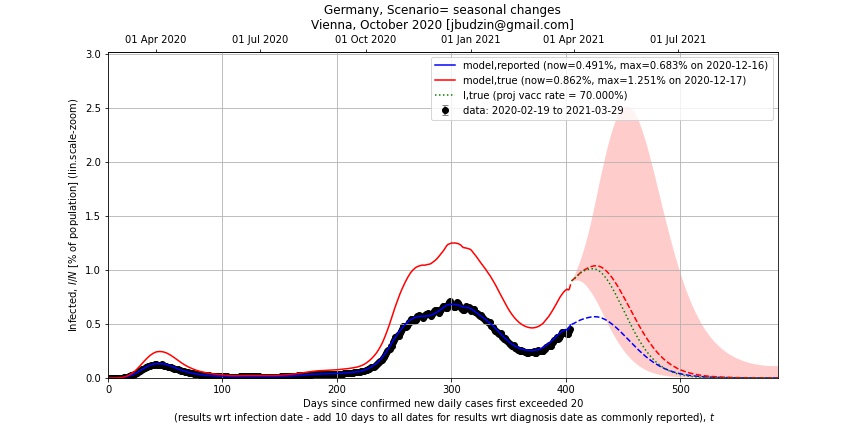 Germany, Scenario= seasonal changes
Vienna, October 2020 [jbudzin@gmail.com]
01 Apr 2020 01 Jul 2020 01 Oct 2020 01 Jan 2021 01 Apr 2021 01 Jul 2021
model,reported (now=0.491%, max=0.683% on 2020-12-16)
model,true (now=0.862%, max=1.251% on 2020-12-17)
I,true (proj vacc rate = 70.000%)
data: 2020-02-19 to 2021-03-29
Infected, I/N [% of population] (lin.scale-zoom)
3.0
2.5
2.0
1.5
1.0
0.5
0.0
0 100 200 300 400 500
Days since confirmed new daily cases first exceeded 20
(results wrt infection date - add 10 days to all dates for results wrt diagnosis date as commonly reported), t